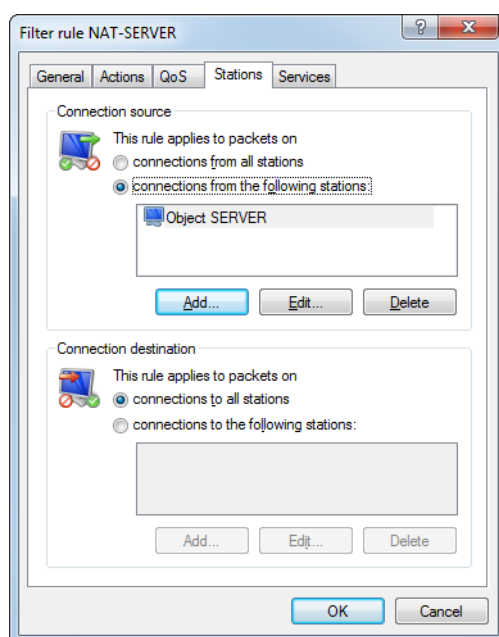 Filter rule NAT-SERVER
General Actions QoS Stations Services
Connection source
This rule applies to packets on
connections from all stations
connections from the following stations:
Object SERVER
Add... Edit... Delete
Connection destination
This rule applies to packets on
connections to all stations
connections to the following stations:
Add... Edit... Delete
OK Cancel